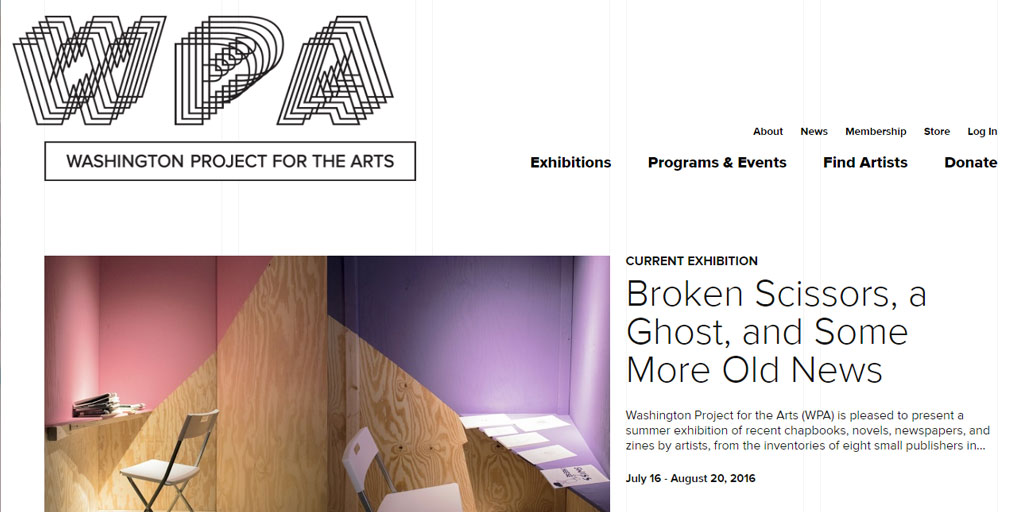 WPA
WASHINGTON PROJECT FOR THE ARTS
About News Membership Store Log In
Exhibitions Programs & Events Find Artists Donate
CURRENT EXHIBITION
Broken Scissors, a
Ghost, and Some
More Old News
Washington Project for the Arts (WPA) is pleased to present a
summer exhibition of recent chapbooks, novels, newspapers, and
zines by artists, from the inventories of eight small publishers in...
July 16 - August 20, 2016